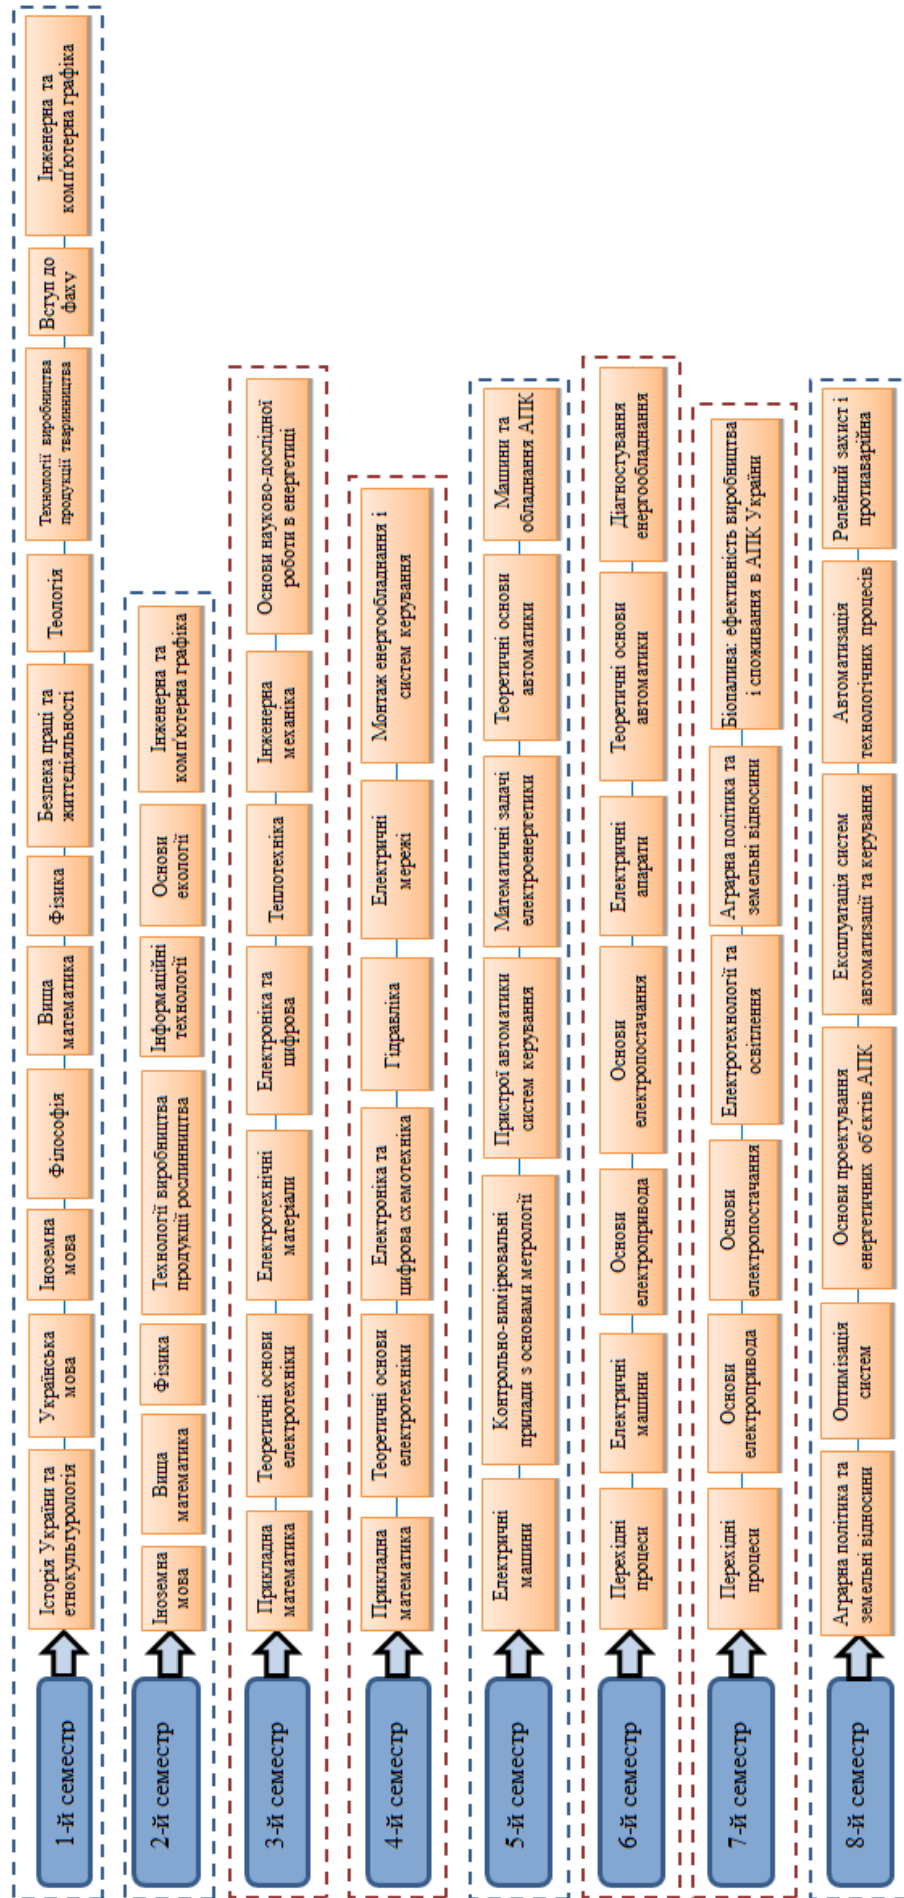 1-й семестр
Історія України та
етнокультурологія
Українська
мова
Іноземна
мова
Філософія
Вища
математика
Фізика
Безпека праці та
життєдіяльності
Теологія
Технології виробництва
продукції тваринництва
Вступ до
фаху
Інженерна та
комп'ютерна графіка
2-й семестр
Іноземна
мова
Вища
математика
Фізика
Технології виробництва
продукції рослинництва
Інформаційні
технології
Основи
екології
Інженерна та
комп'ютерна графіка
3-й семестр
Прикладна
математика
Теоретичні основи
електротехніки
Електротехнічні
матеріали
Електроніка та
цифрова
Теплотехніка
Інженерна
механіка
Основи науково-дослідної
роботи в енергетиці
4-й семестр
Прикладна
математика
Теоретичні основи
електротехніки
Електроніка та
цифрова схемотехніка
Гідравліка
Електричні
мережі
Монтаж енергообладнання і
систем керування
5-й семестр
Електричні
машини
Контрольно-вимірювальні
прилади з основами метрології
Пристрої автоматики
систем керування
Математичні задачі
електроенергетики
Теоретичні основи
автоматики
Машини та
обладнання АПК
6-й семестр
Перехідні
процеси
Електричні
машини
Основи
електропривода
Основи
електропостачання
Електричні
апарати
Теоретичні основи
автоматики
Діагностування
енергообладнання
7-й семестр
Перехідні
процеси
Основи
електропривода
Основи
електропостачання
Електротехнології та
освітлення
Аграрна політика та
земельні відносини
Біопалива: ефективність виробництва
і споживання в АПК України
8-й семестр
Аграрна політика та
земельні відносини
Оптимізація
систем
Основи проектування
енергетичних об'єктів АПК
Експлуатація систем
автоматизації та керування
Автоматизація
технологічних процесів
Релейний захист і
протиаварійна